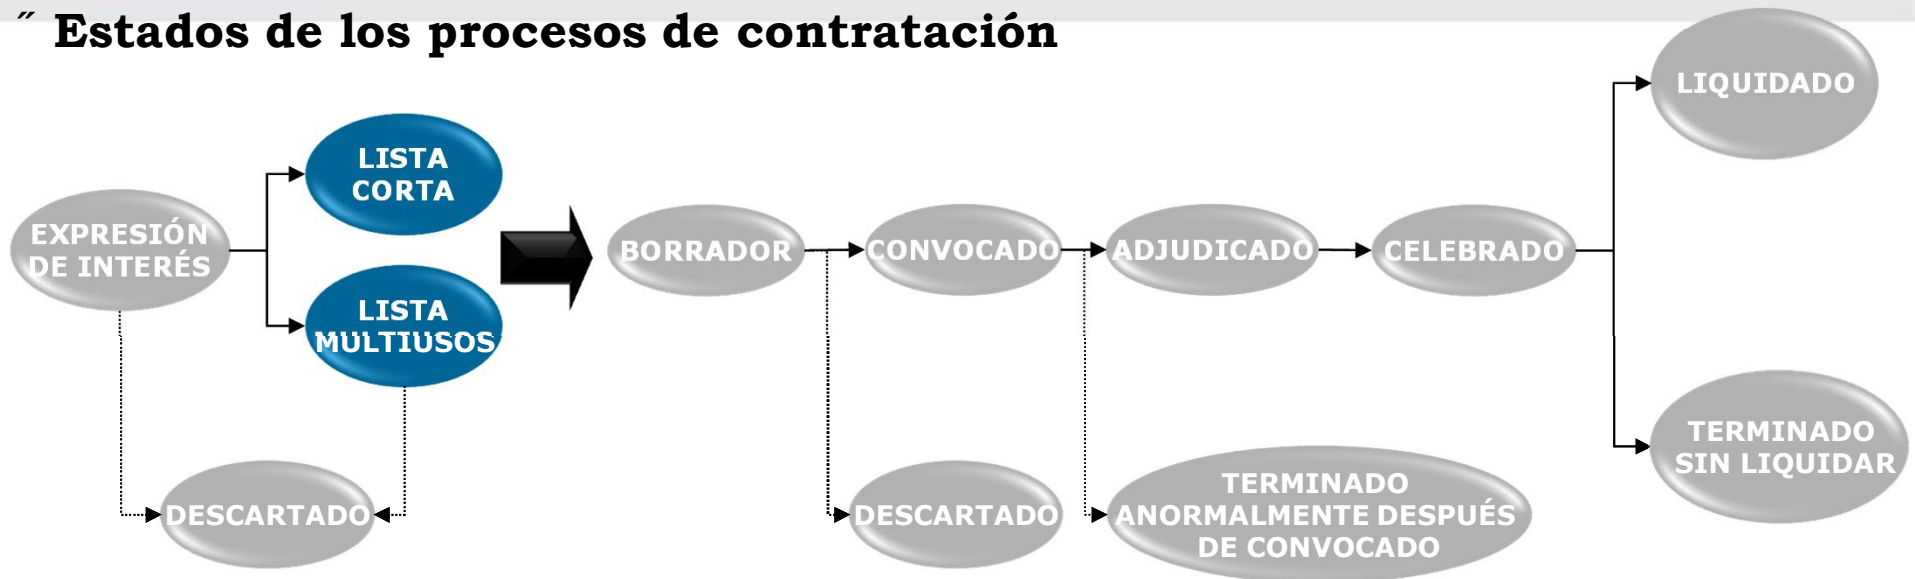 ˝ Estados de los procesos de contratación
LIQUIDADO
LISTA
CORTA
EXPRESIÓN
DE INTERÉS
BORRADOR
CONVOCADO
ADJUDICADO
CELEBRADO
LISTA
MULTIUSOS
TERMINADO
SIN LIQUIDAR
DESCARTADO
DESCARTADO
TERMINADO
ANORMALMENTE DESPUÉS
DE CONVOCADO